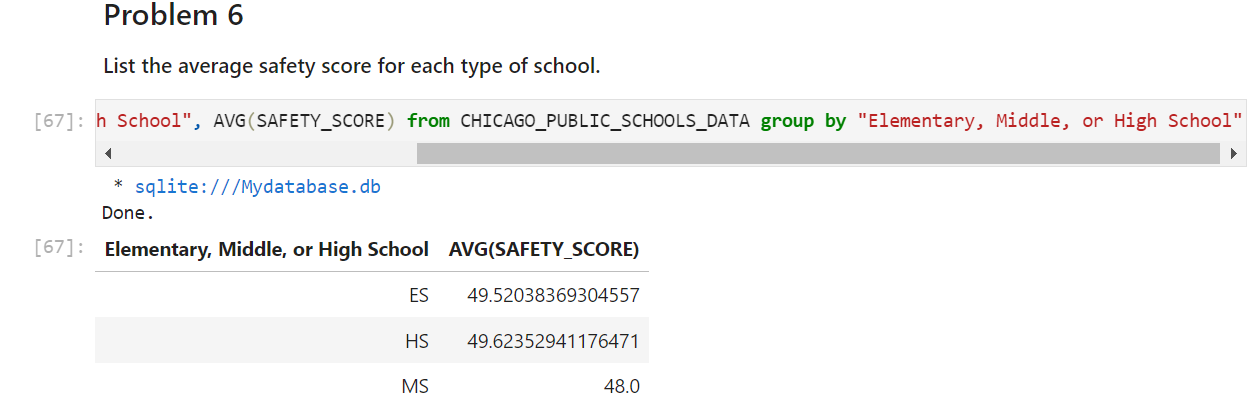 Problem 6
List the average safety score for each type of school.
[67]: h School", AVG(SAFETY_SCORE) from CHICAGO_PUBLIC_SCHOOLS_DATA group by "Elementary, Middle, or High School"
* sqlite:///Mydatabase.db
Done.
[67]: Elementary, Middle, or High School AVG(SAFETY_SCORE)
ES 49.52038369304557
HS 49.62352941176471
MS 48.0